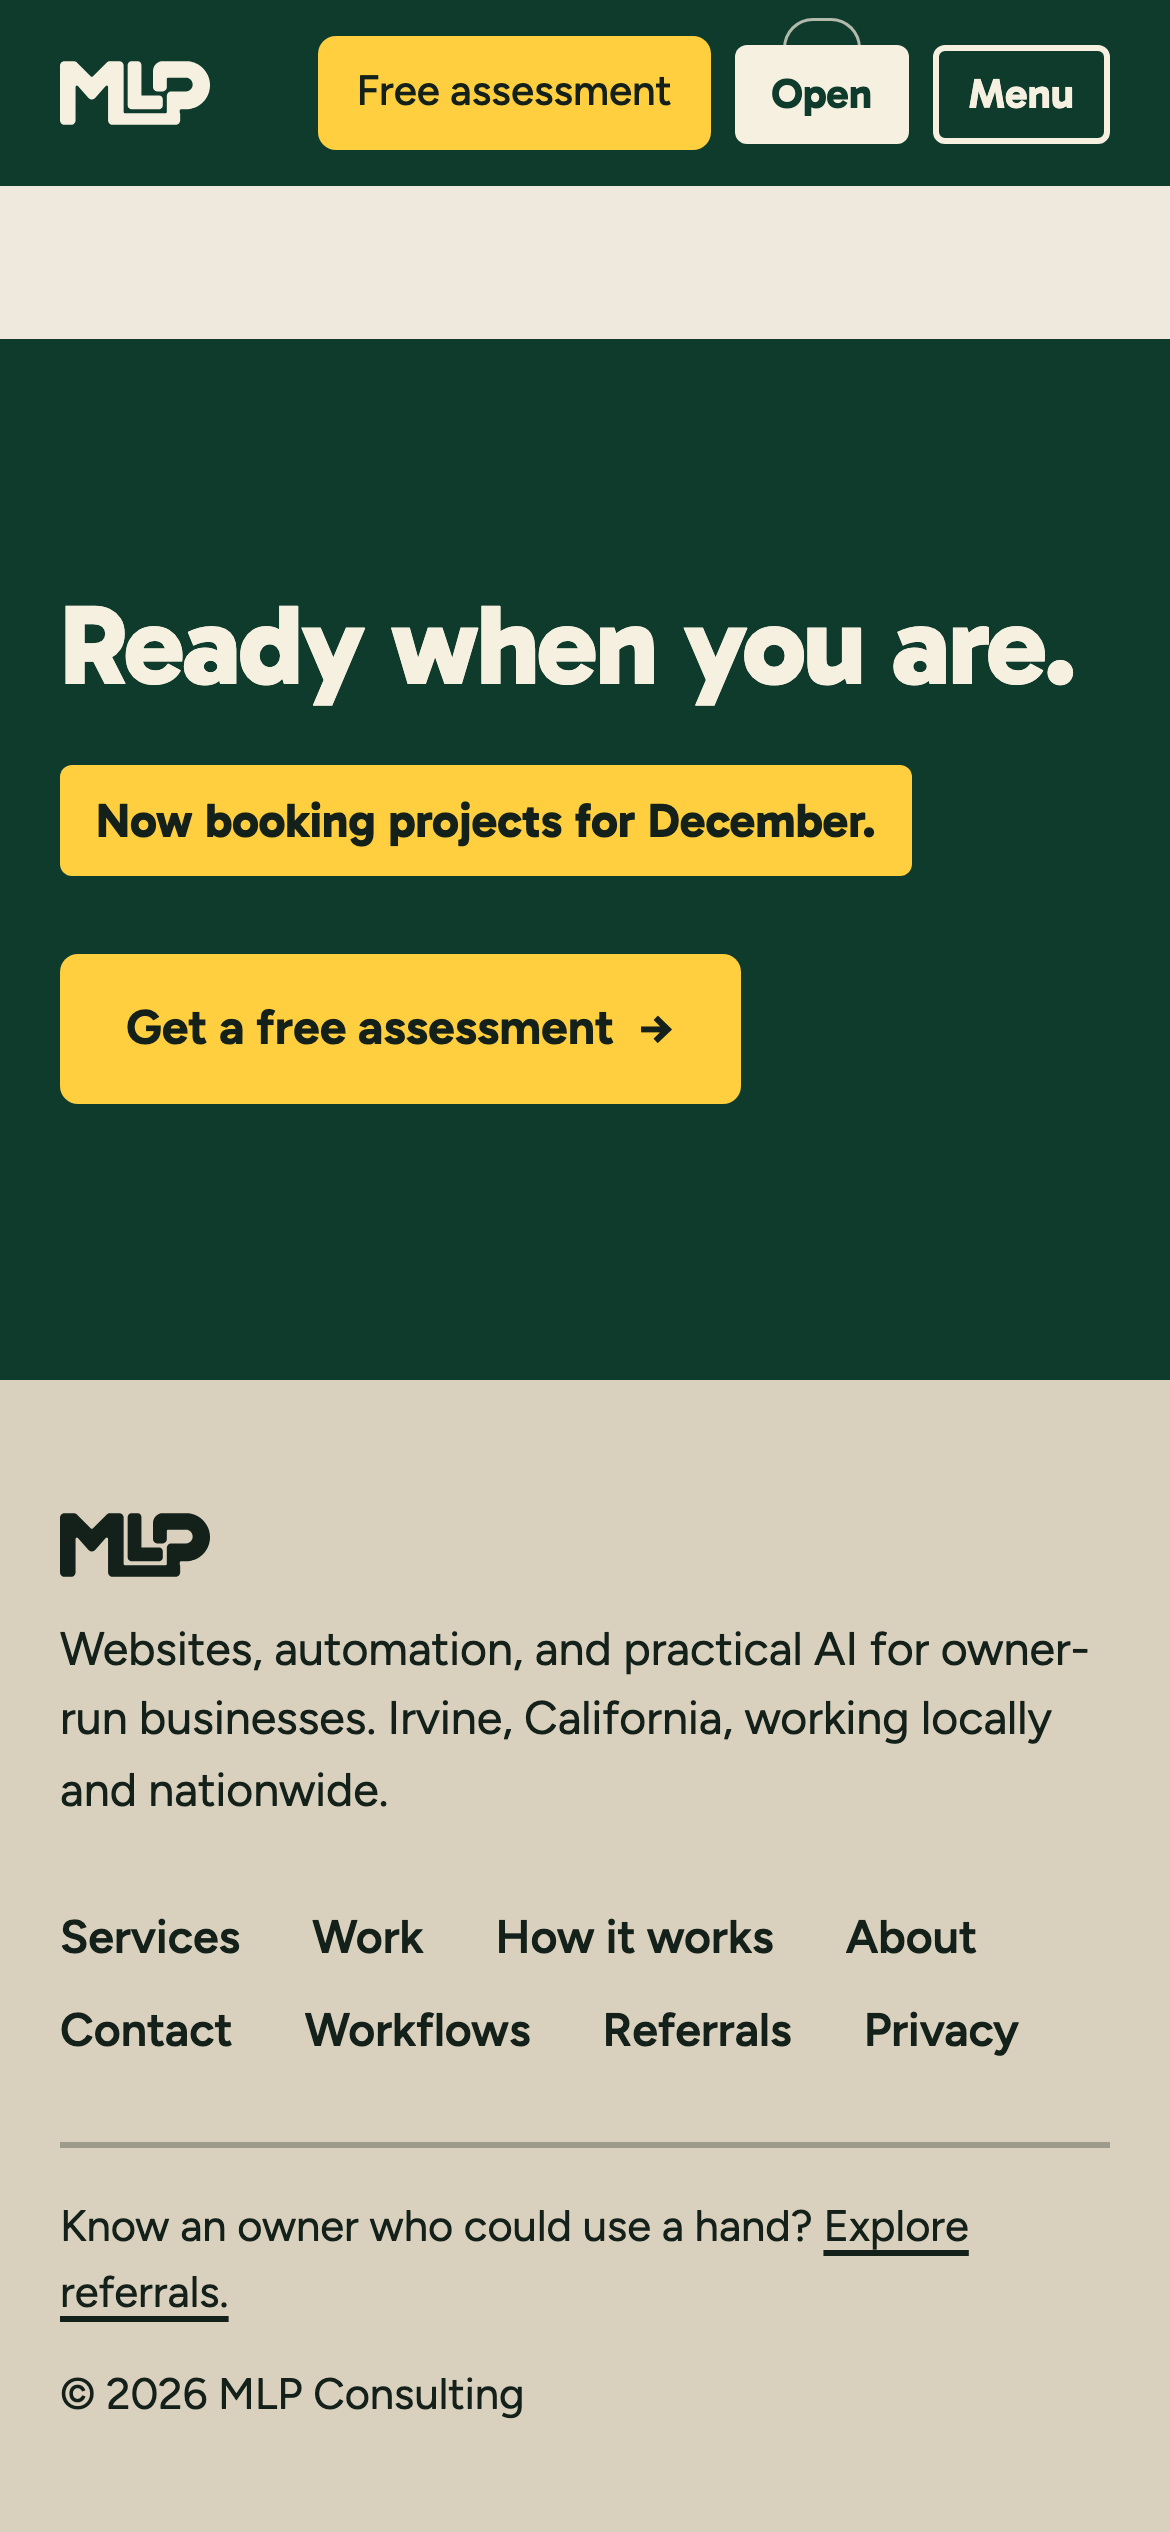 MLP
Free assessment
Open
Menu
Ready when you are.
Now booking projects for December.
Get a free assessment →
MLP
Websites, automation, and practical AI for owner-
run businesses. Irvine, California, working locally
and nationwide.
Services Work How it works About
Contact Workflows Referrals Privacy
Know an owner who could use a hand? Explore
referrals.
© 2026 MLP Consulting